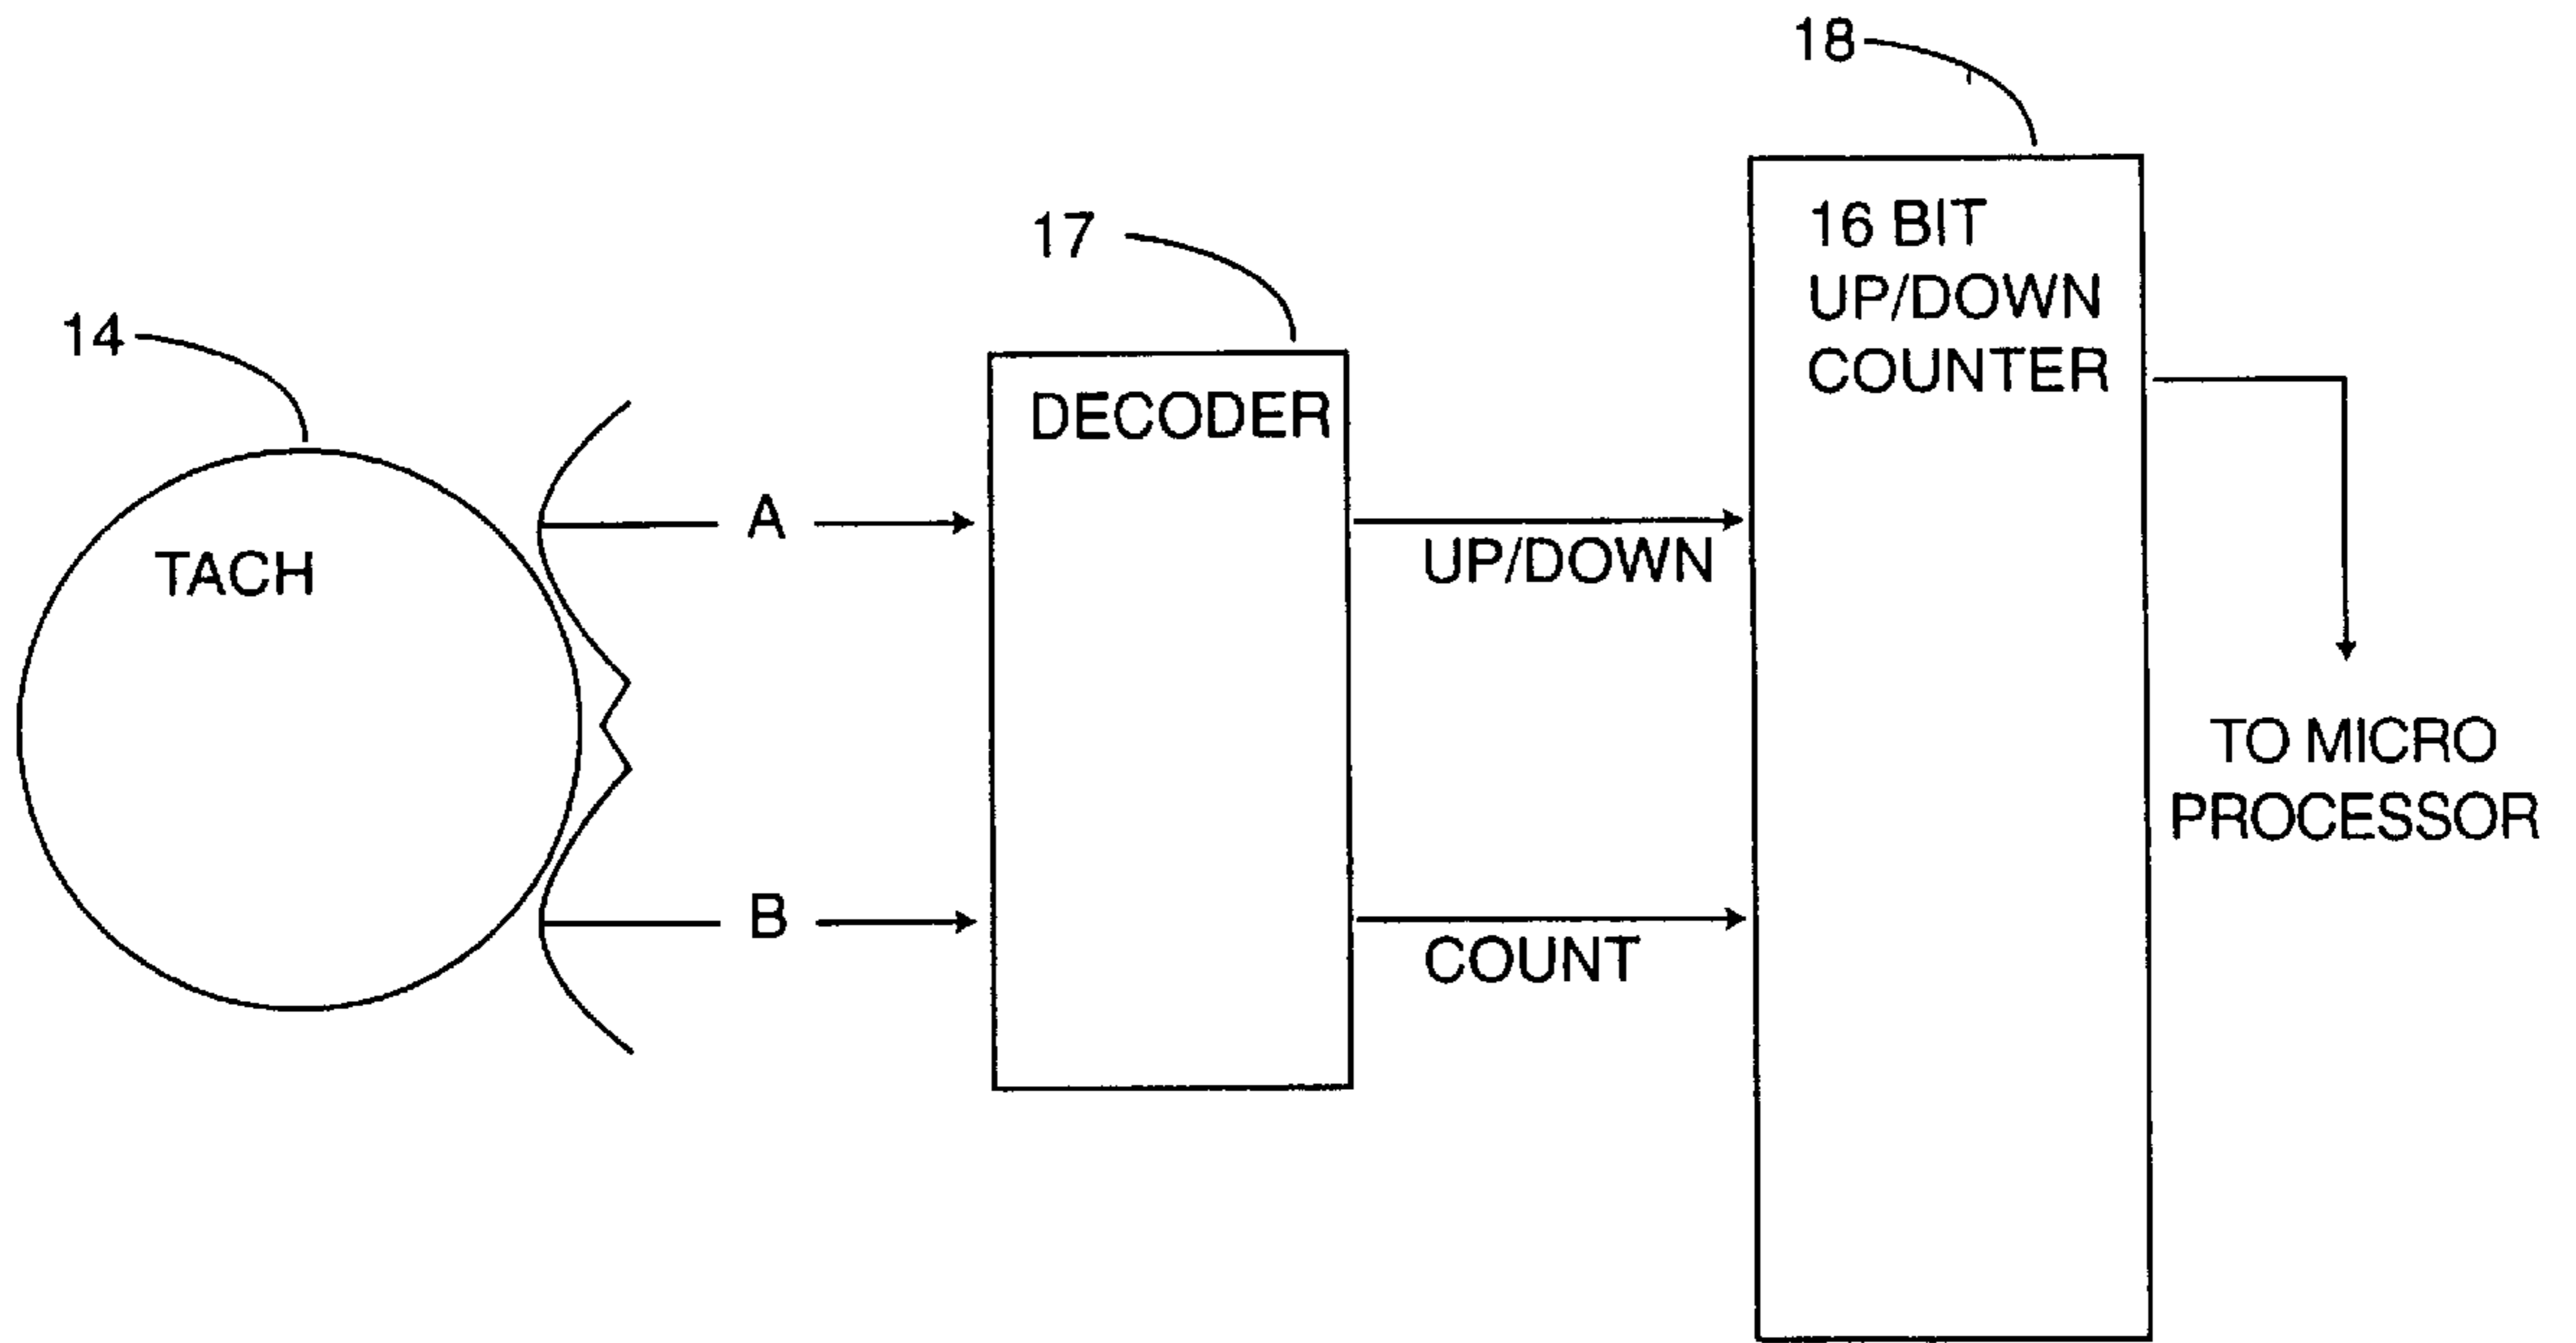 18
17
14
16 BIT
UP/DOWN
COUNTER
DECODER
TACH
A
B
UP/DOWN
COUNT
TO MICRO
PROCESSOR